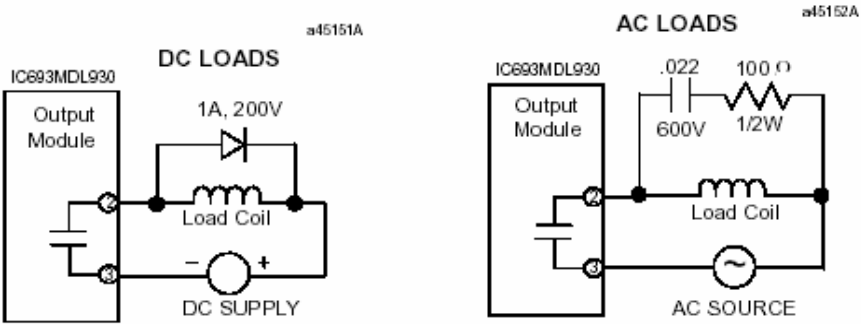 a45151A
DC LOADS
IC693MDL930
Output
Module
1A, 200V
2
Load Coil
3
− +
DC SUPPLY
a45152A
AC LOADS
IC693MDL930
Output
Module
.022
100 Ω
600V
1/2W
2
Load Coil
3
~
AC SOURCE